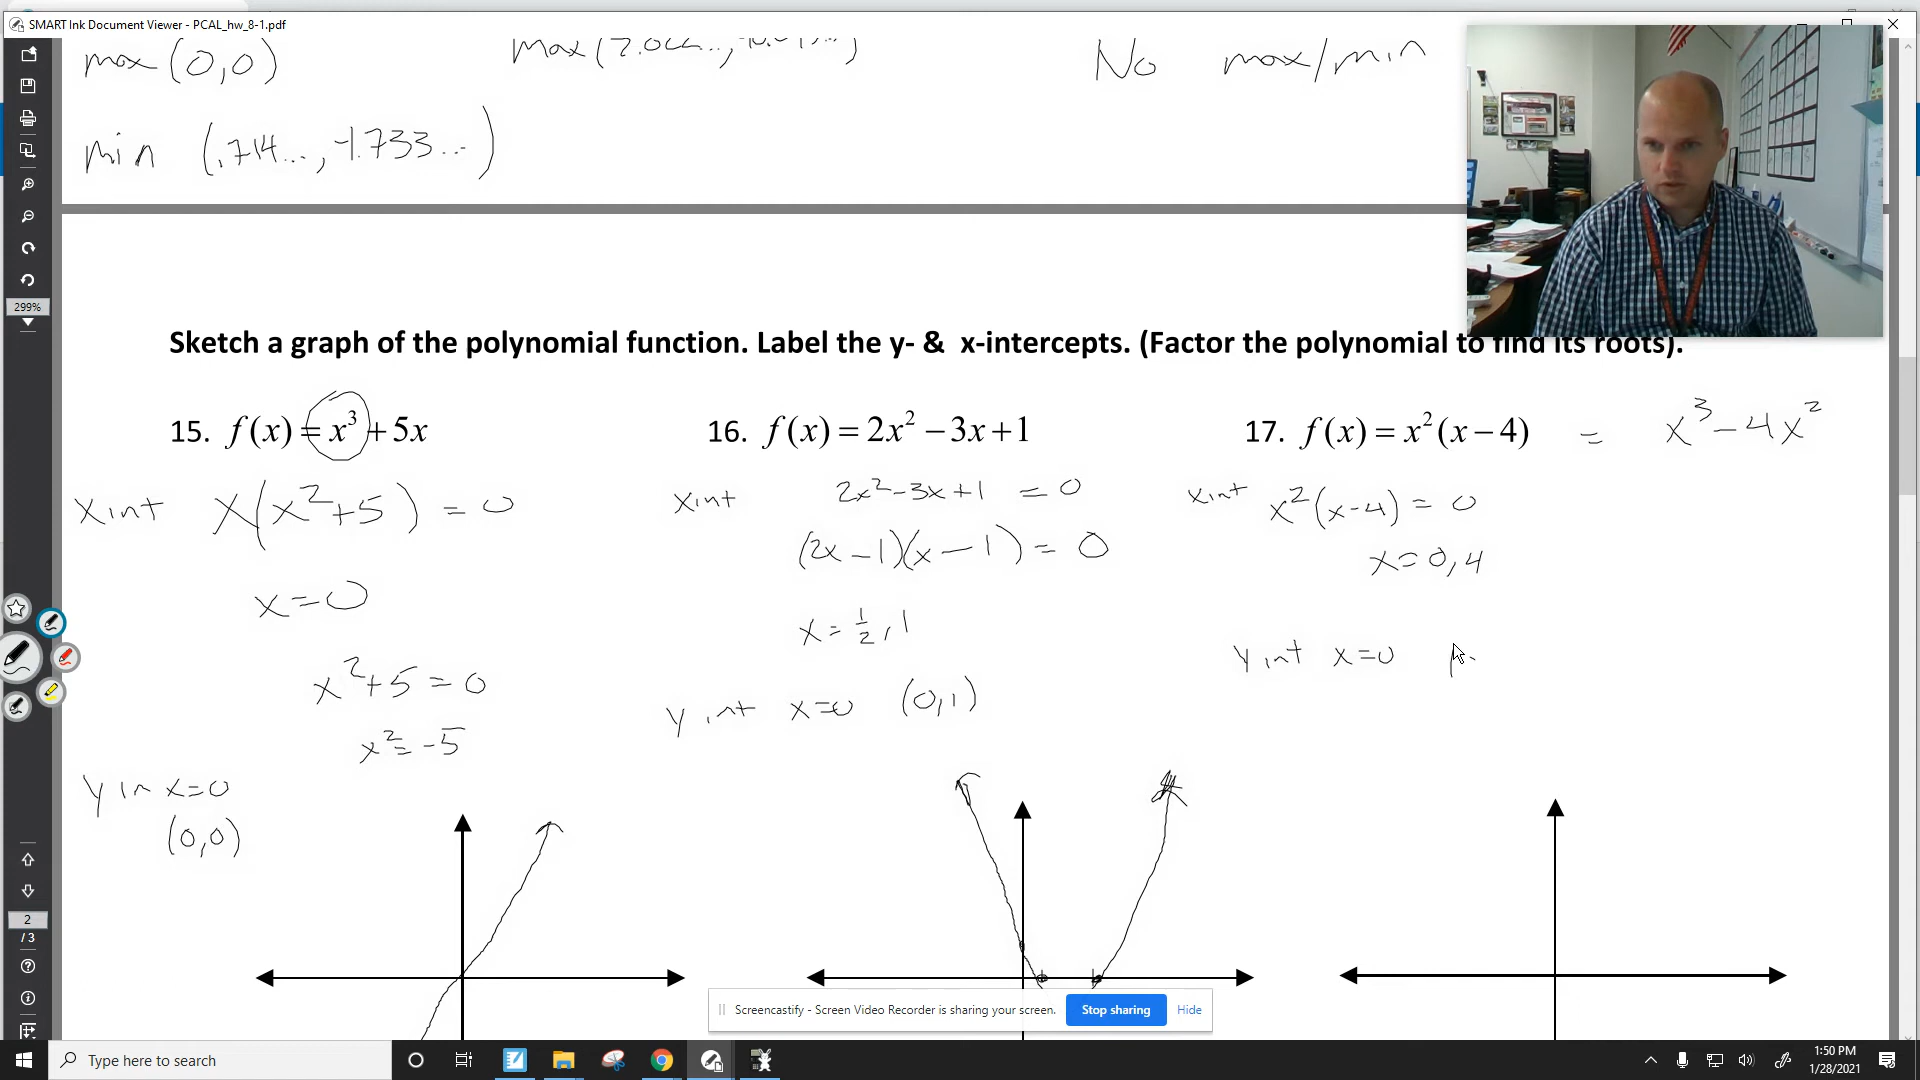 SMART Ink Document Viewer - PCAL_hw_8-1.pdf
max (0,0)
No max/min
min (.714..., -1.733...)
299%
Sketch a graph of the polynomial function. Label the y- & x-intercepts. (Factor the polynomial to find its roots).
15. f(x) = x³ + 5x
16. f(x) = 2x² − 3x + 1
17. f(x) = x²(x − 4) = x³ − 4x²
x int x(x²+5) = 0
x int 2x² − 3x + 1 = 0
x int x²(x−4) = 0
(2x − 1)(x − 1) = 0
x = 0,4
x = 0
x = 1/2, 1
x² + 5 = 0
y int x=0 (0,1)
y int x=0
x² = −5
y in x=0
(0,0)
2
/ 3
Screencastify - Screen Video Recorder is sharing your screen.
Stop sharing
Hide
Type here to search
1:50 PM
1/28/2021